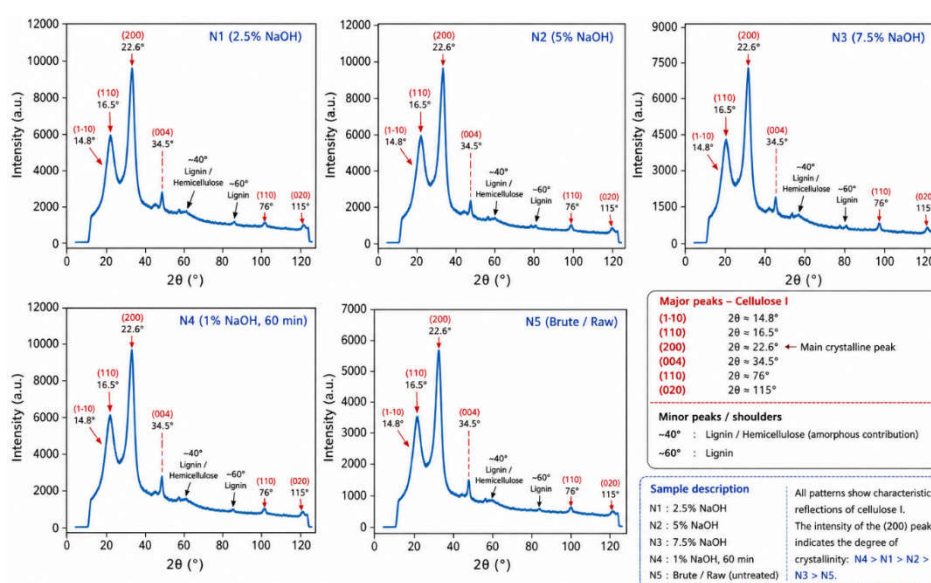 N1 (2.5% NaOH)
12000
10000
8000
6000
4000
2000
0
Intensity (a.u.)
(200)
22.6°
(110)
16.5°
(1-10)
14.8°
(004)
34.5°
~40°
Lignin /
Hemicellulose
~60°
Lignin
(110)
76°
(020)
115°
0 20 40 60 80 100 120
2θ (°)
N2 (5% NaOH)
12000
10000
8000
6000
4000
2000
0
Intensity (a.u.)
(200)
22.6°
(110)
16.5°
(1-10)
14.8°
(004)
34.5°
~40°
Lignin /
Hemicellulose
~60°
Lignin
(110)
76°
(020)
115°
0 20 40 60 80 100 120
2θ (°)
N3 (7.5% NaOH)
9000
7500
6000
4500
3000
1500
0
Intensity (a.u.)
(200)
22.6°
(110)
16.5°
(1-10)
14.8°
(004)
34.5°
~40°
Lignin /
Hemicellulose
~60°
Lignin
(110)
76°
(020)
115
0 20 40 60 80 100 120
2θ (°)
N4 (1% NaOH, 60 min)
10000
8000
6000
4000
2000
0
Intensity (a.u.)
(200)
22.6°
(110)
16.5°
(1-10)
14.8°
(004)
34.5°
~40°
Lignin /
Hemicellulose
~60°
Lignin
(110)
76°
(020)
115°
0 20 40 60 80 100 120
2θ (°)
N5 (Brute / Raw)
7000
6000
5000
3000
2000
1000
0
Intensity (a.u.)
(200)
22.6°
(110)
16.5°
(1-10)
14.8°
(004)
34.5°
~40°
Lignin /
Hemicellulose
~60°
Lignin
(110)
76°
(020)
115°
0 20 40 60 80 100 120
2θ (°)
Major peaks – Cellulose I
(1-10) 2θ ≈ 14.8°
(110) 2θ ≈ 16.5°
(200) 2θ ≈ 22.6° ← Main crystalline peak
(004) 2θ ≈ 34.5°
(110) 2θ ≈ 76°
(020) 2θ ≈ 115°
Minor peaks / shoulders
~40° : Lignin / Hemicellulose (amorphous contribution)
~60° : Lignin
Sample description
N1 : 2.5% NaOH
N2 : 5% NaOH
N3 : 7.5% NaOH
N4 : 1% NaOH, 60 min
N5 : Brute / Raw (untreated)
All patterns show characteristic
reflections of cellulose I.
The intensity of the (200) peak
indicates the degree of
crystallinity: N4 > N1 > N2 >
N3 > N5.